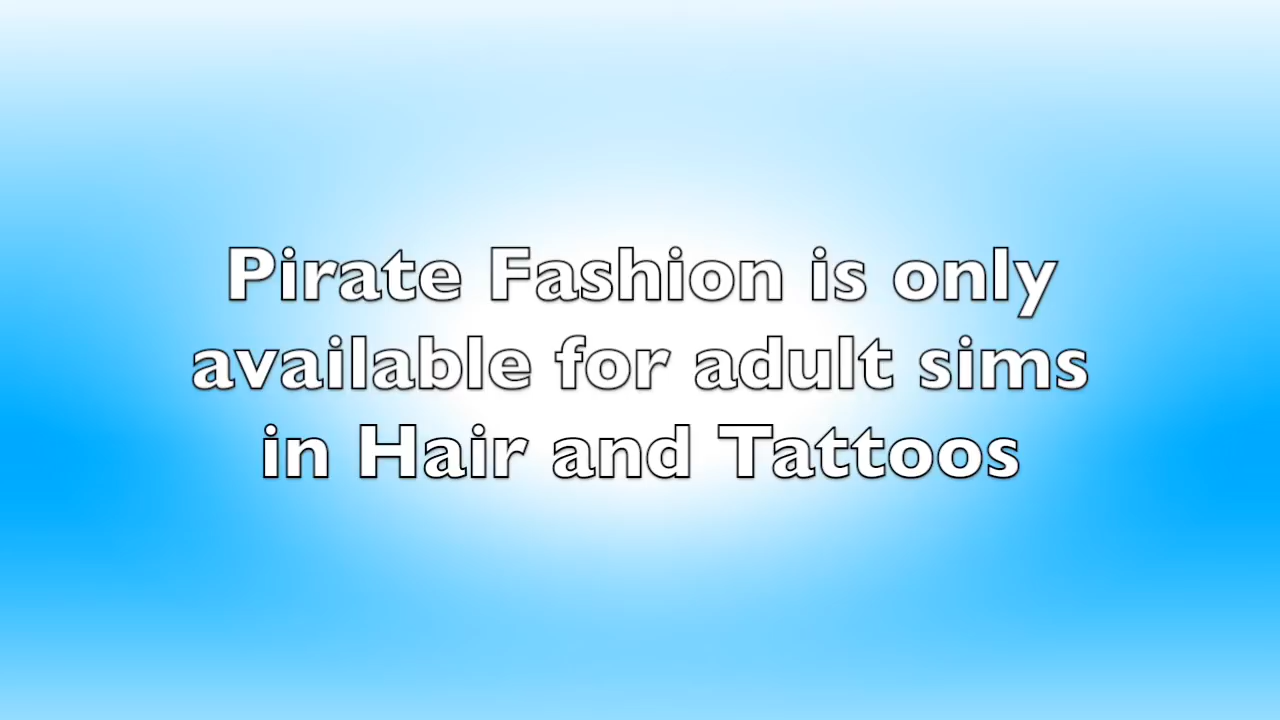 Pirate Fashion is only
available for adult sims
in Hair and Tattoos